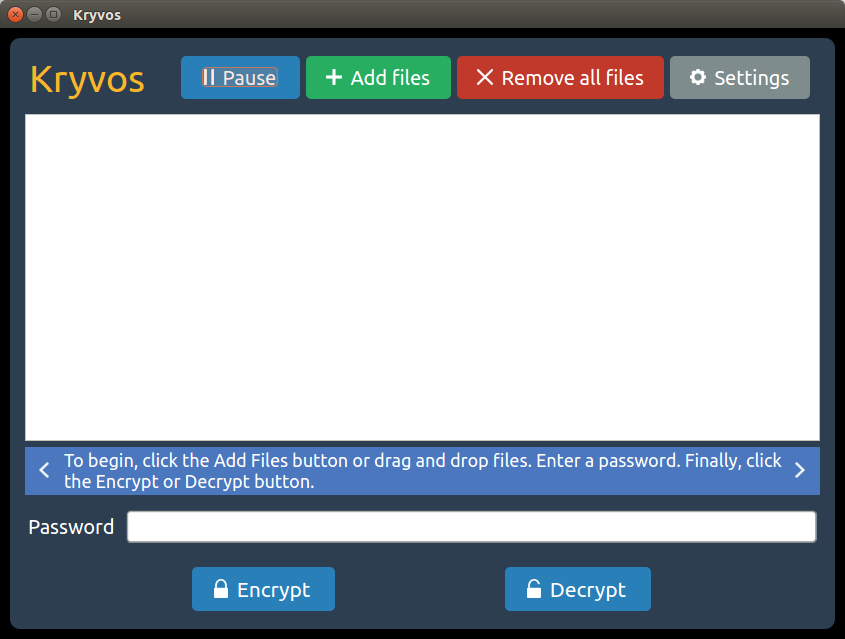 Kryvos
Kryvos
Pause
Add files
Remove all files
Settings
To begin, click the Add Files button or drag and drop files. Enter a password. Finally, click
the Encrypt or Decrypt button.
Password
Encrypt
Decrypt